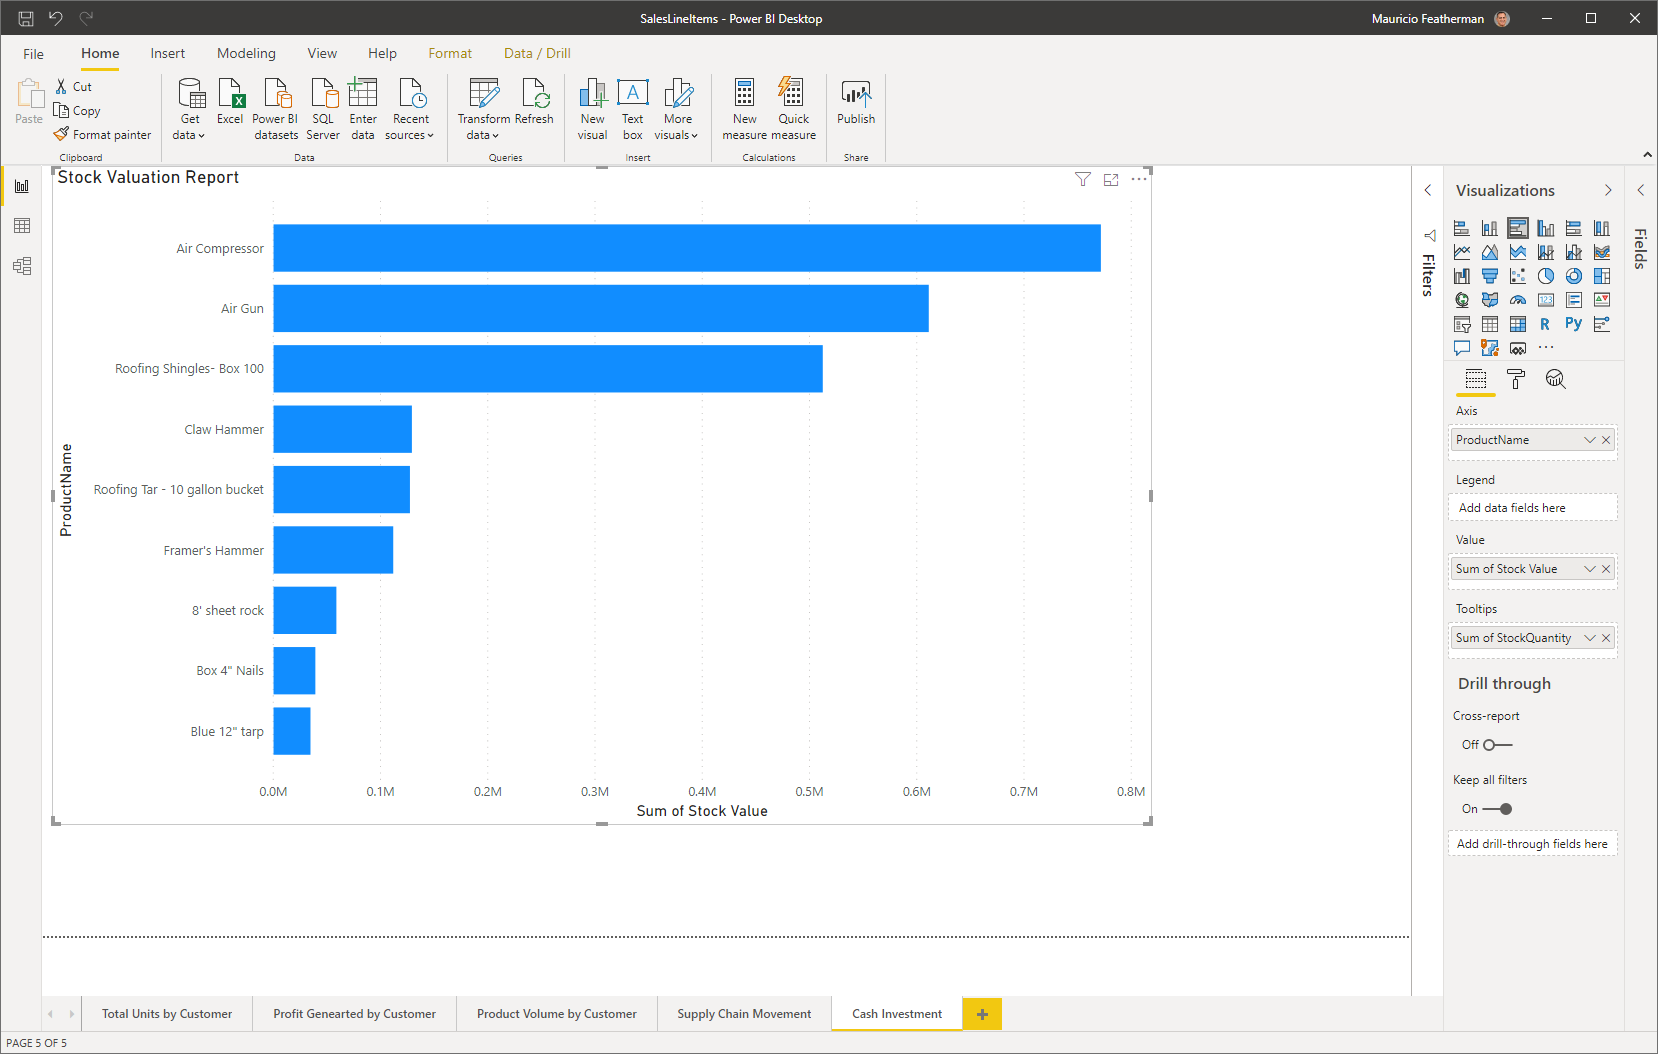 SalesLineItems - Power BI Desktop
Mauricio Featherman
File Home Insert Modeling View Help Format Data / Drill
Paste
Cut
Copy
Format painter
Clipboard
Get data
Excel
Power BI datasets
SQL Server
Enter data
Recent sources
Data
Transform data
Refresh
Queries
New visual
Text box
More visuals
Insert
New measure
Quick measure
Calculations
Publish
Share
Stock Valuation Report
ProductName
Air Compressor
Air Gun
Roofing Shingles- Box 100
Claw Hammer
Roofing Tar - 10 gallon bucket
Framer's Hammer
8' sheet rock
Box 4" Nails
Blue 12" tarp
0.0M 0.1M 0.2M 0.3M 0.4M 0.5M 0.6M 0.7M 0.8M
Sum of Stock Value
Filters
Visualizations
123
R Py
Axis
ProductName
Legend
Add data fields here
Value
Sum of Stock Value
Tooltips
Sum of StockQuantity
Drill through
Cross-report
Off
Keep all filters
On
Add drill-through fields here
Fields
Total Units by Customer
Profit Genearted by Customer
Product Volume by Customer
Supply Chain Movement
Cash Investment
PAGE 5 OF 5